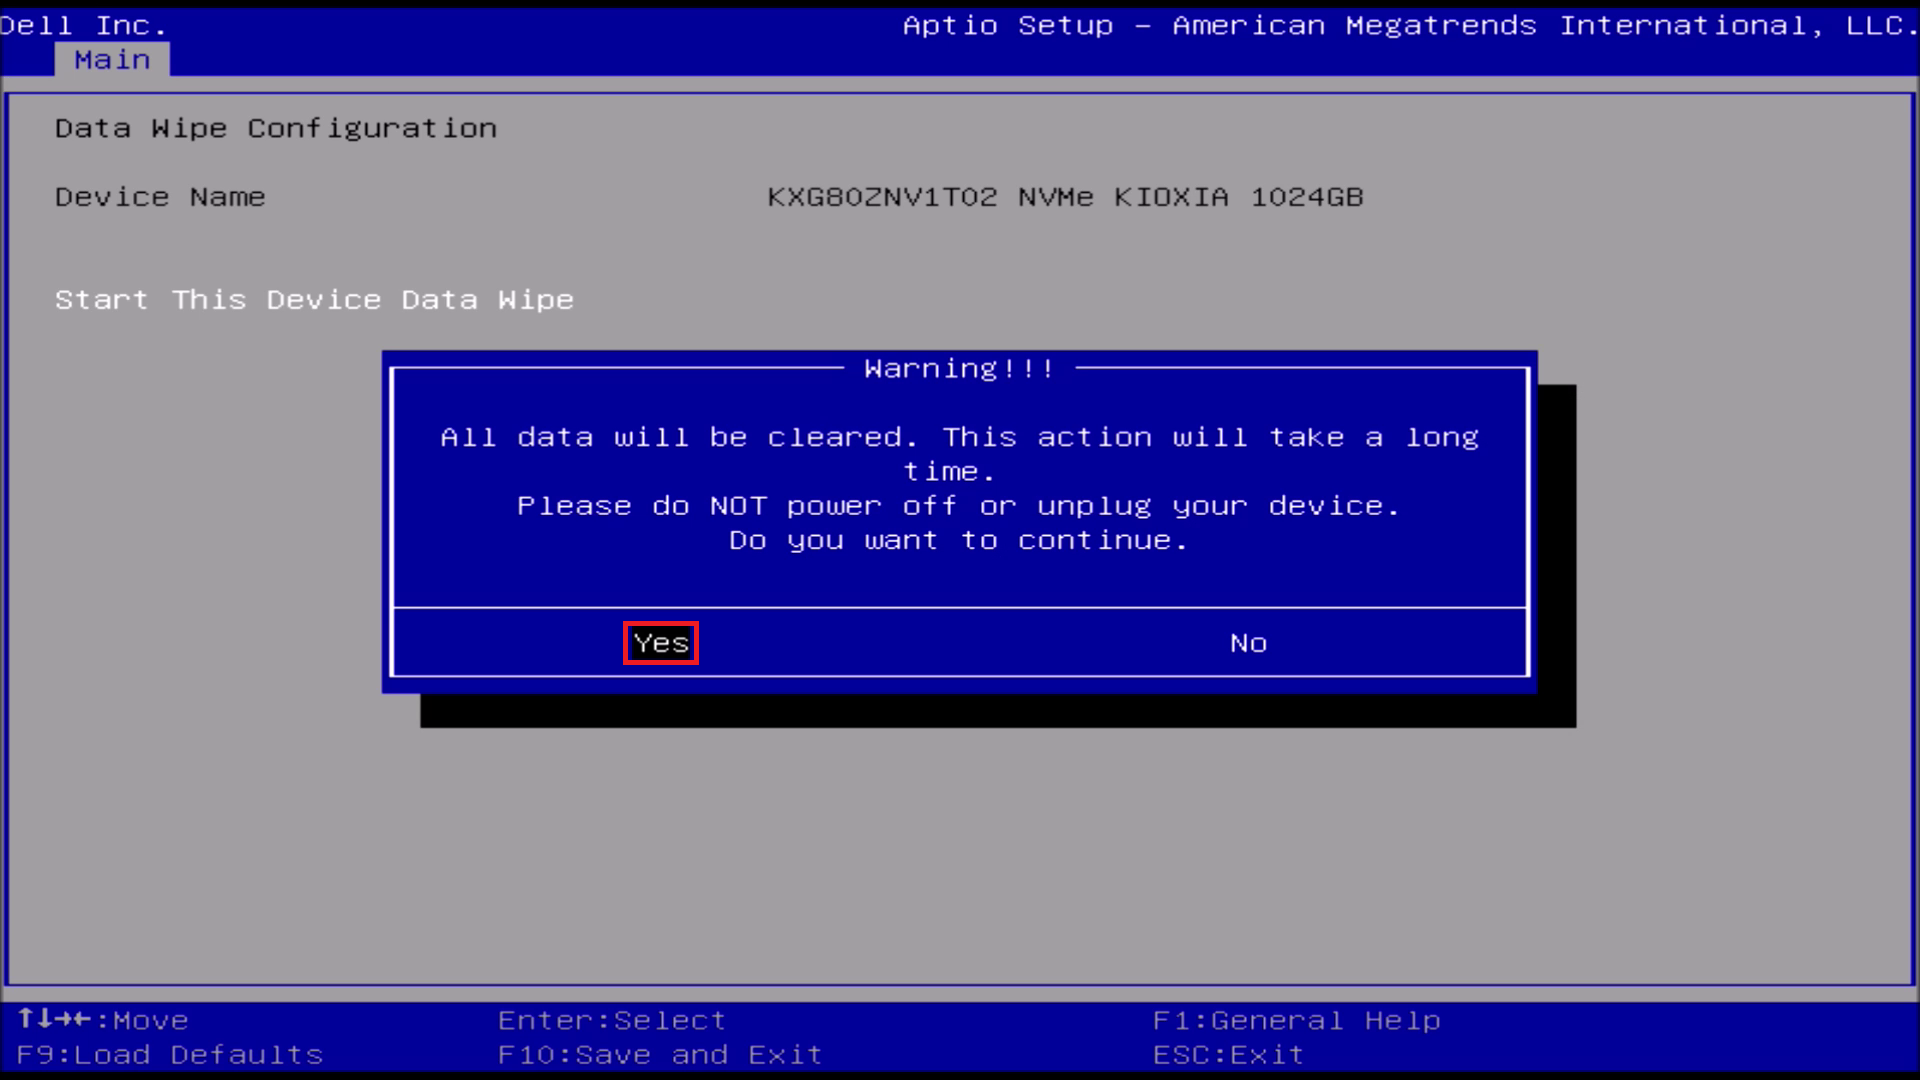 Dell Inc. Aptio Setup – American Megatrends International, LLC.
Main
Data Wipe Configuration
Device Name KXG80ZNV1T02 NVMe KIOXIA 1024GB
Start This Device Data Wipe
Warning!!!
All data will be cleared. This action will take a long
time.
Please do NOT power off or unplug your device.
Do you want to continue.
Yes No
↑↓→←:Move Enter:Select F1:General Help
F9:Load Defaults F10:Save and Exit ESC:Exit